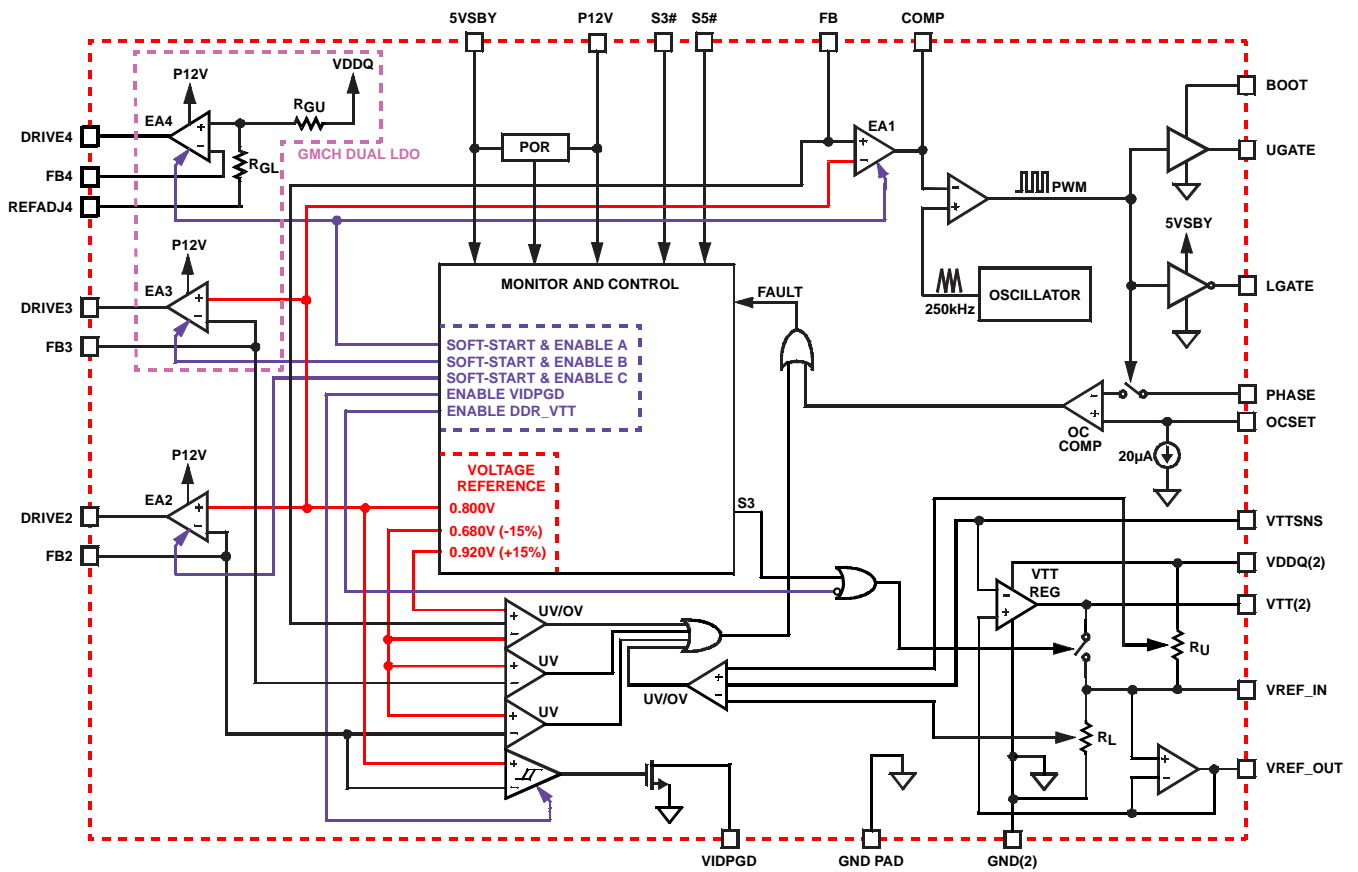 5VSBY
P12V
S3#
S5#
FB
COMP
VDDQ
P12V
BOOT
EA4
RGU
EA1
DRIVE4
POR
GMCH DUAL LDO
RGL
UGATE
FB4
PWM
REFADJ4
5VSBY
P12V
MONITOR AND CONTROL
EA3
FAULT
250kHz
OSCILLATOR
LGATE
DRIVE3
FB3
SOFT-START & ENABLE A
SOFT-START & ENABLE B
SOFT-START & ENABLE C
ENABLE VIDPGD
ENABLE DDR_VTT
PHASE
OCSET
OC
COMP
20µA
P12V
VOLTAGE
REFERENCE
EA2
0.800V
S3
DRIVE2
0.680V (-15%)
VTTSNS
FB2
0.920V (+15%)
VDDQ(2)
VTT
REG
VTT(2)
UV/OV
RU
UV
UV/OV
VREF_IN
UV
RL
VREF_OUT
VIDPGD
GND PAD
GND(2)